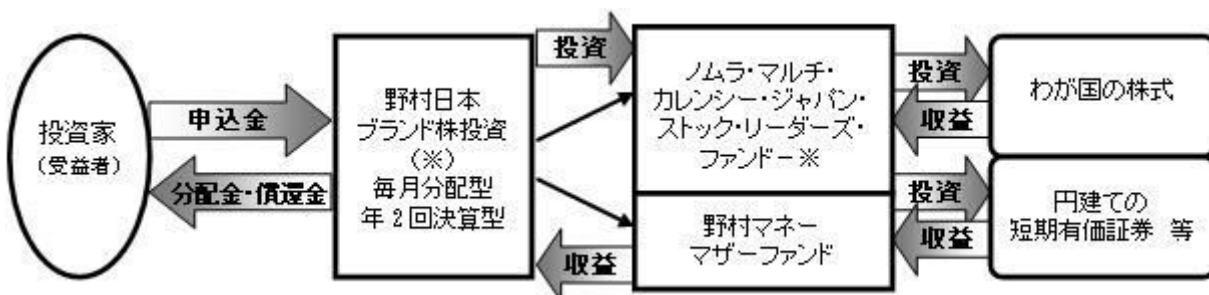 投資家
（受益者）
申込金
分配金・償還金
野村日本
ブランド株投資
（※）
毎月分配型
年２回決算型
投資
収益
ノムラ・マルチ・
カレンシー・ジャパン・
ストック・リーダーズ・
ファンド－※
野村マネー
マザーファンド
投資
収益
投資
収益
わが国の株式
円建ての
短期有価証券　等